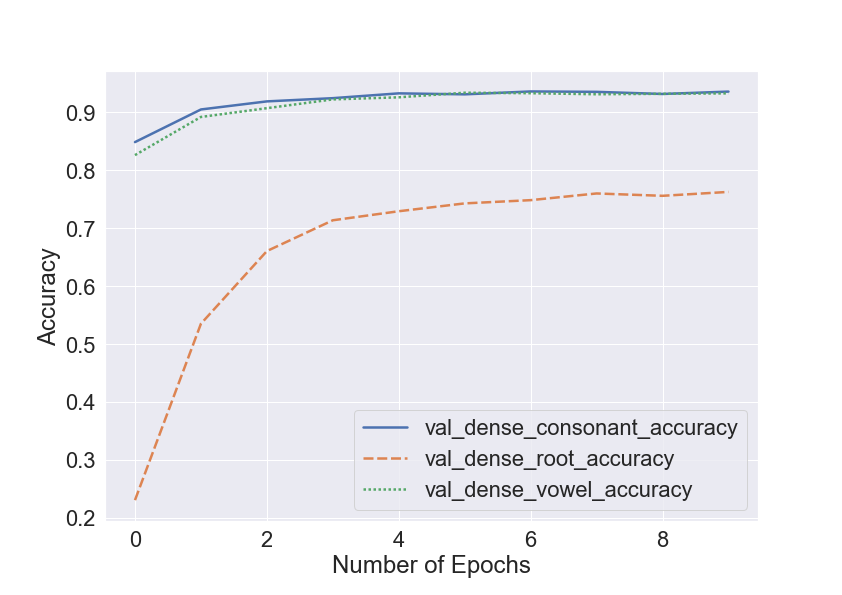 0.9
0.8
0.7
0.6
0.5
0.4
0.3
0.2
Accuracy
val_dense_consonant_accuracy
val_dense_root_accuracy
val_dense_vowel_accuracy
0 2 4 6 8
Number of Epochs